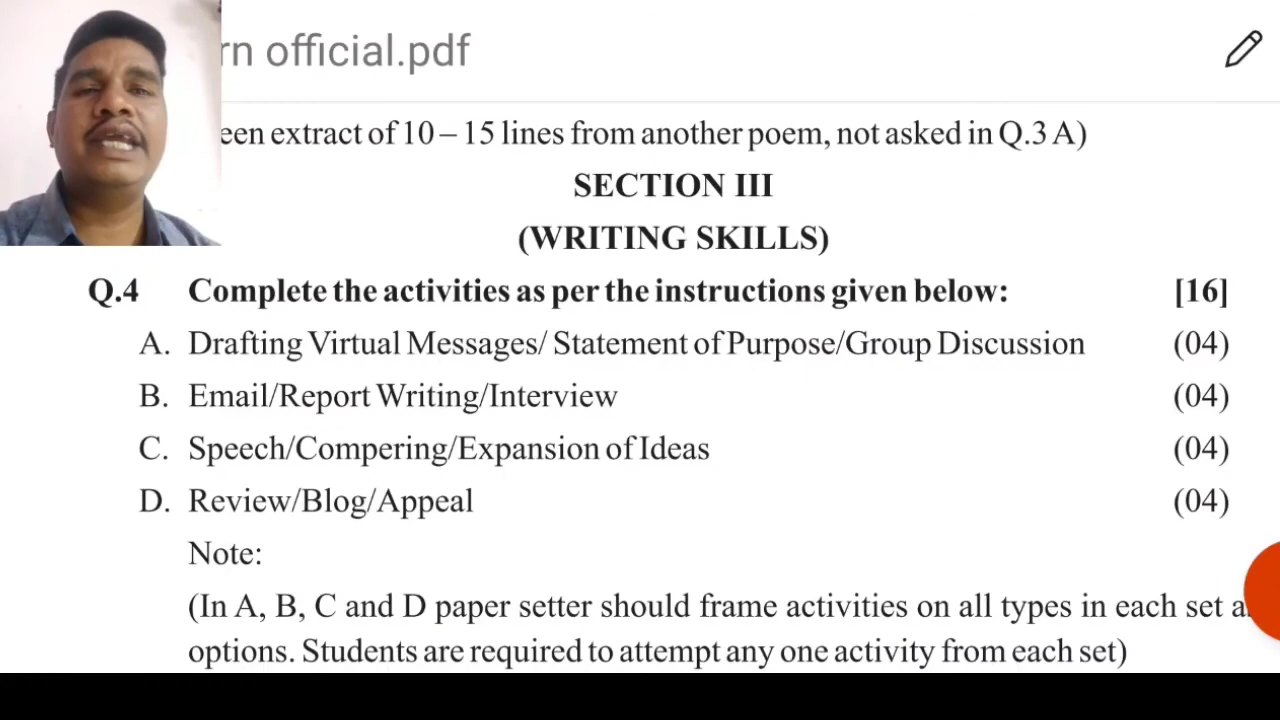 rn official.pdf
een extract of 10 – 15 lines from another poem, not asked in Q.3 A)
SECTION III
(WRITING SKILLS)
Q.4 Complete the activities as per the instructions given below: [16]
A. Drafting Virtual Messages/ Statement of Purpose/Group Discussion (04)
B. Email/Report Writing/Interview (04)
C. Speech/Compering/Expansion of Ideas (04)
D. Review/Blog/Appeal (04)
Note:
(In A, B, C and D paper setter should frame activities on all types in each set a
options. Students are required to attempt any one activity from each set)